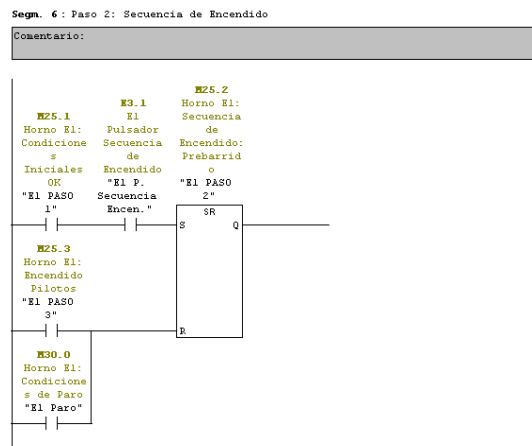 Segm. 6 : Paso 2: Secuencia de Encendido
Comentario:
M25.1
Horno E1:
Condicione
s
Iniciales
OK
"E1 PASO
1"
E3.1
E1
Pulsador
Secuencia
de
Encendido
"E1 P.
Secuencia
Encen."
M25.2
Horno E1:
Secuencia
de
Encendido:
Prebarrid
o
"E1 PASO
2"
SR
S
Q
M25.3
Horno E1:
Encendido
Pilotos
"E1 PASO
3"
R
M30.0
Horno E1:
Condicione
s de Paro
"E1 Paro"